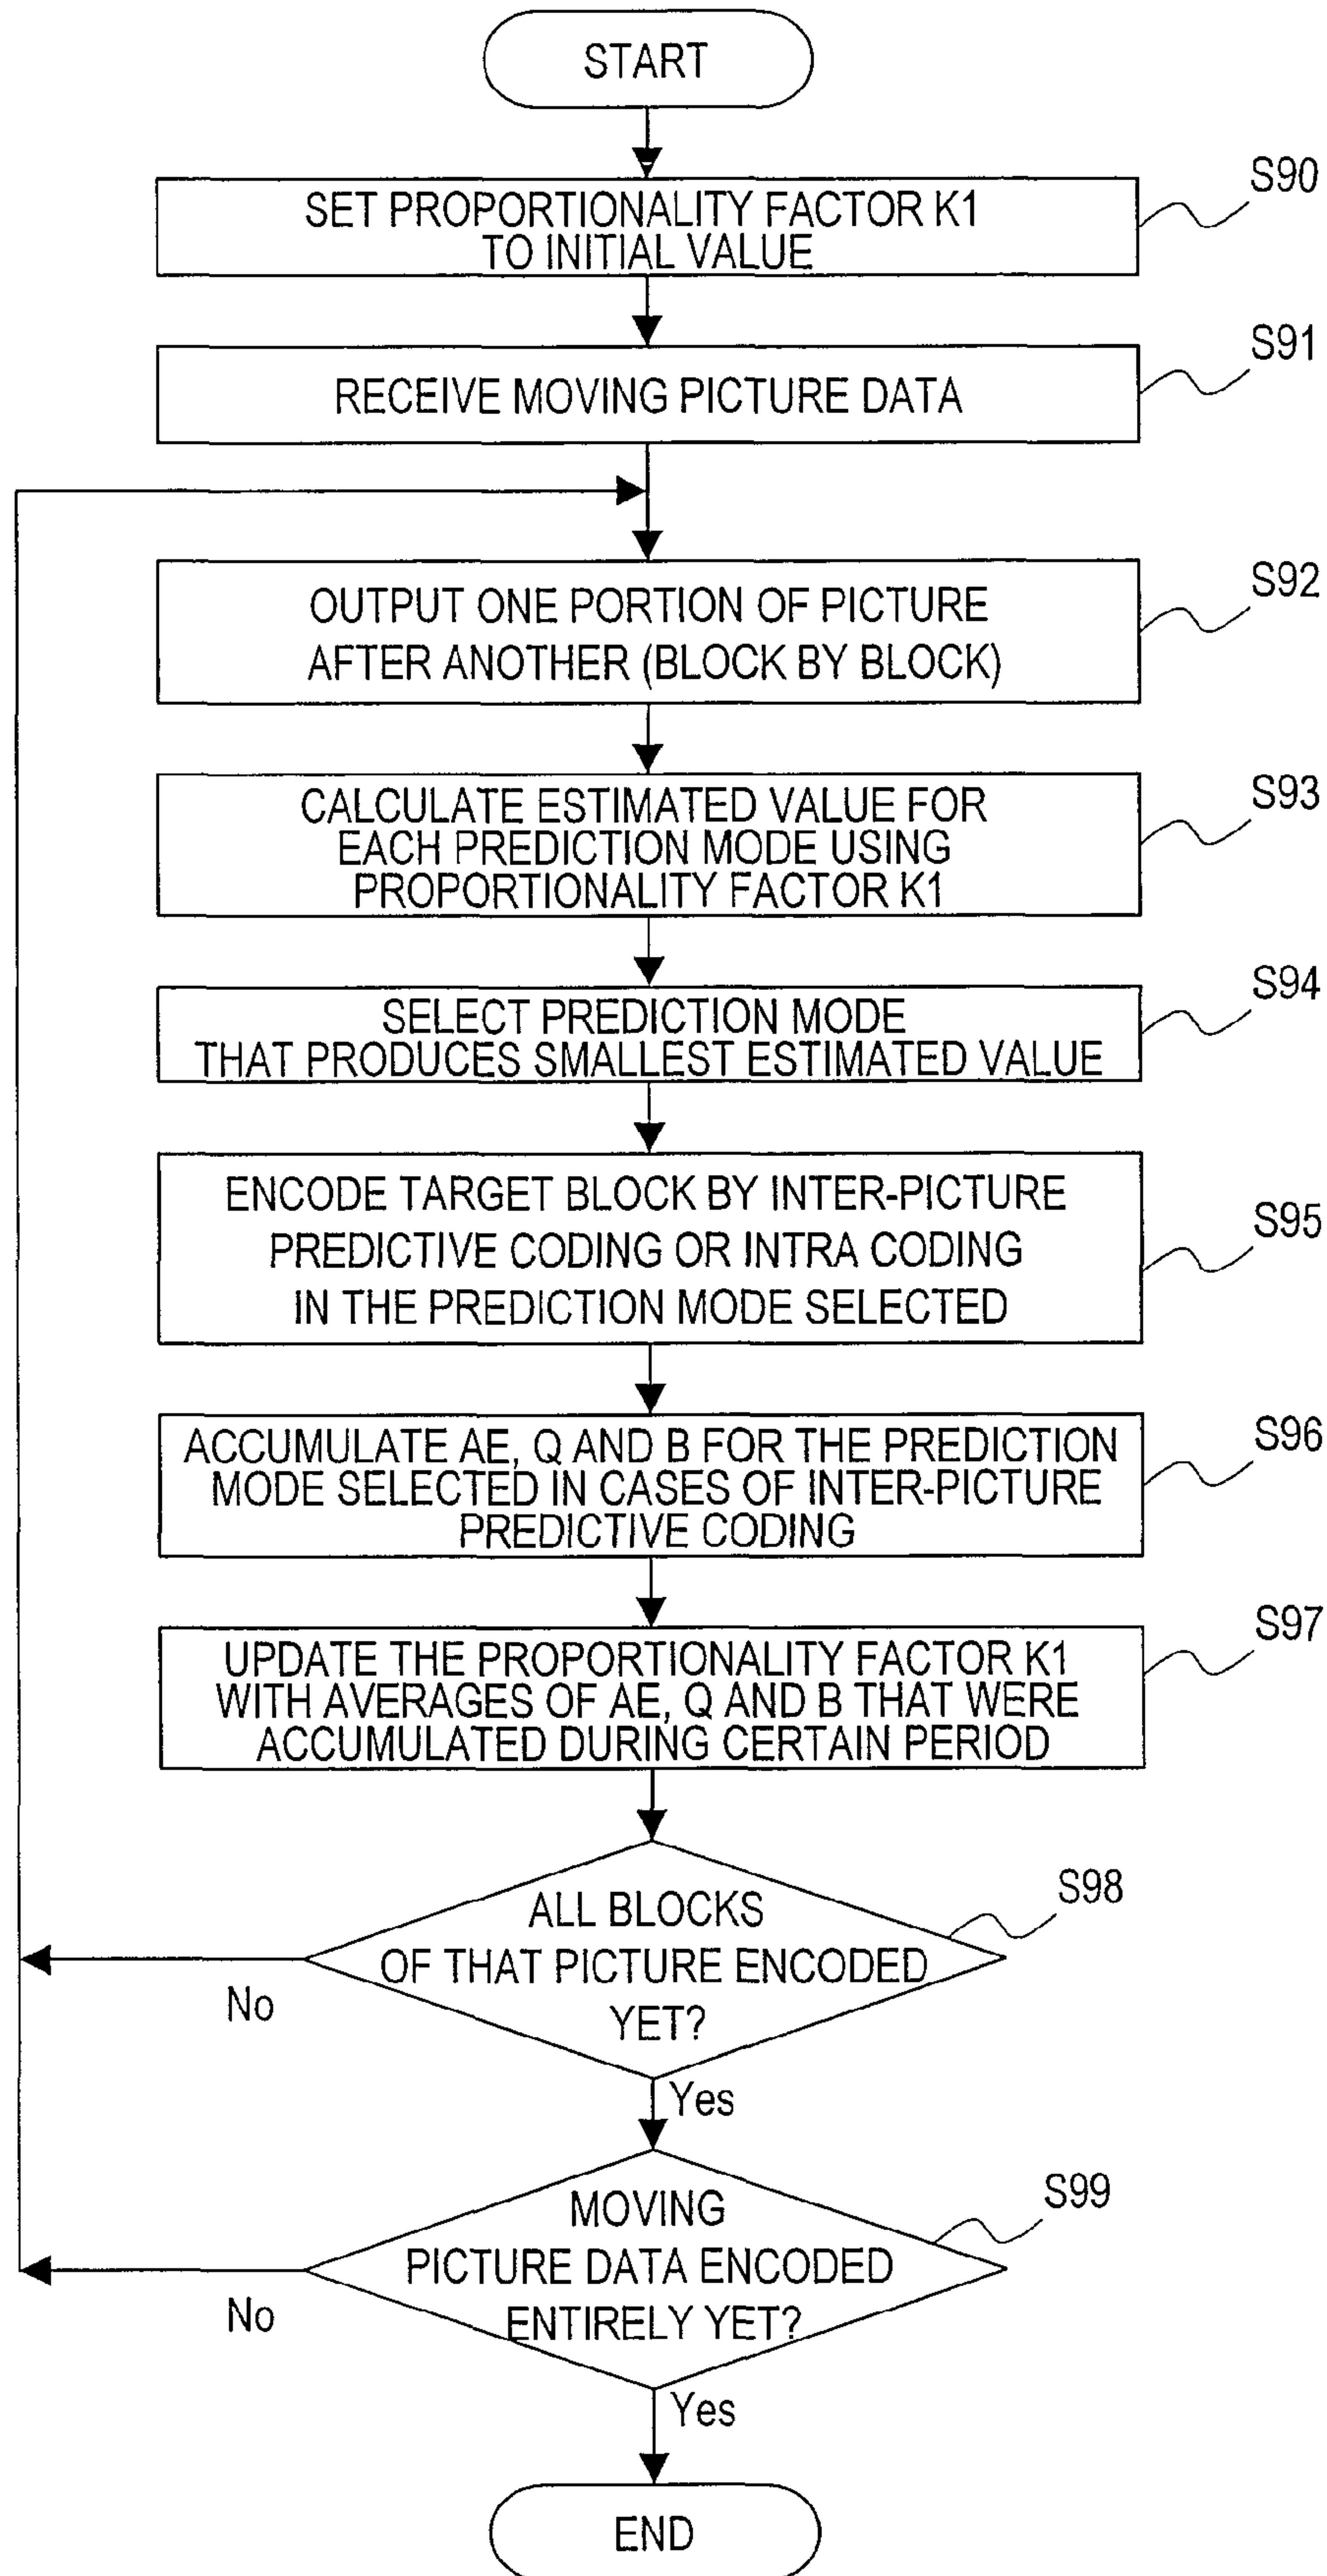 START
SET PROPORTIONALITY FACTOR K1
TO INITIAL VALUE
S90
RECEIVE MOVING PICTURE DATA
S91
OUTPUT ONE PORTION OF PICTURE
AFTER ANOTHER (BLOCK BY BLOCK)
S92
CALCULATE ESTIMATED VALUE FOR
EACH PREDICTION MODE USING
PROPORTIONALITY FACTOR K1
S93
SELECT PREDICTION MODE
THAT PRODUCES SMALLEST ESTIMATED VALUE
S94
ENCODE TARGET BLOCK BY INTER-PICTURE
PREDICTIVE CODING OR INTRA CODING
IN THE PREDICTION MODE SELECTED
S95
ACCUMULATE AE, Q AND B FOR THE PREDICTION
MODE SELECTED IN CASES OF INTER-PICTURE
PREDICTIVE CODING
S96
UPDATE THE PROPORTIONALITY FACTOR K1
WITH AVERAGES OF AE, Q AND B THAT WERE
ACCUMULATED DURING CERTAIN PERIOD
S97
ALL BLOCKS
OF THAT PICTURE ENCODED
YET?
S98
No
Yes
MOVING
PICTURE DATA ENCODED
ENTIRELY YET?
S99
No
Yes
END